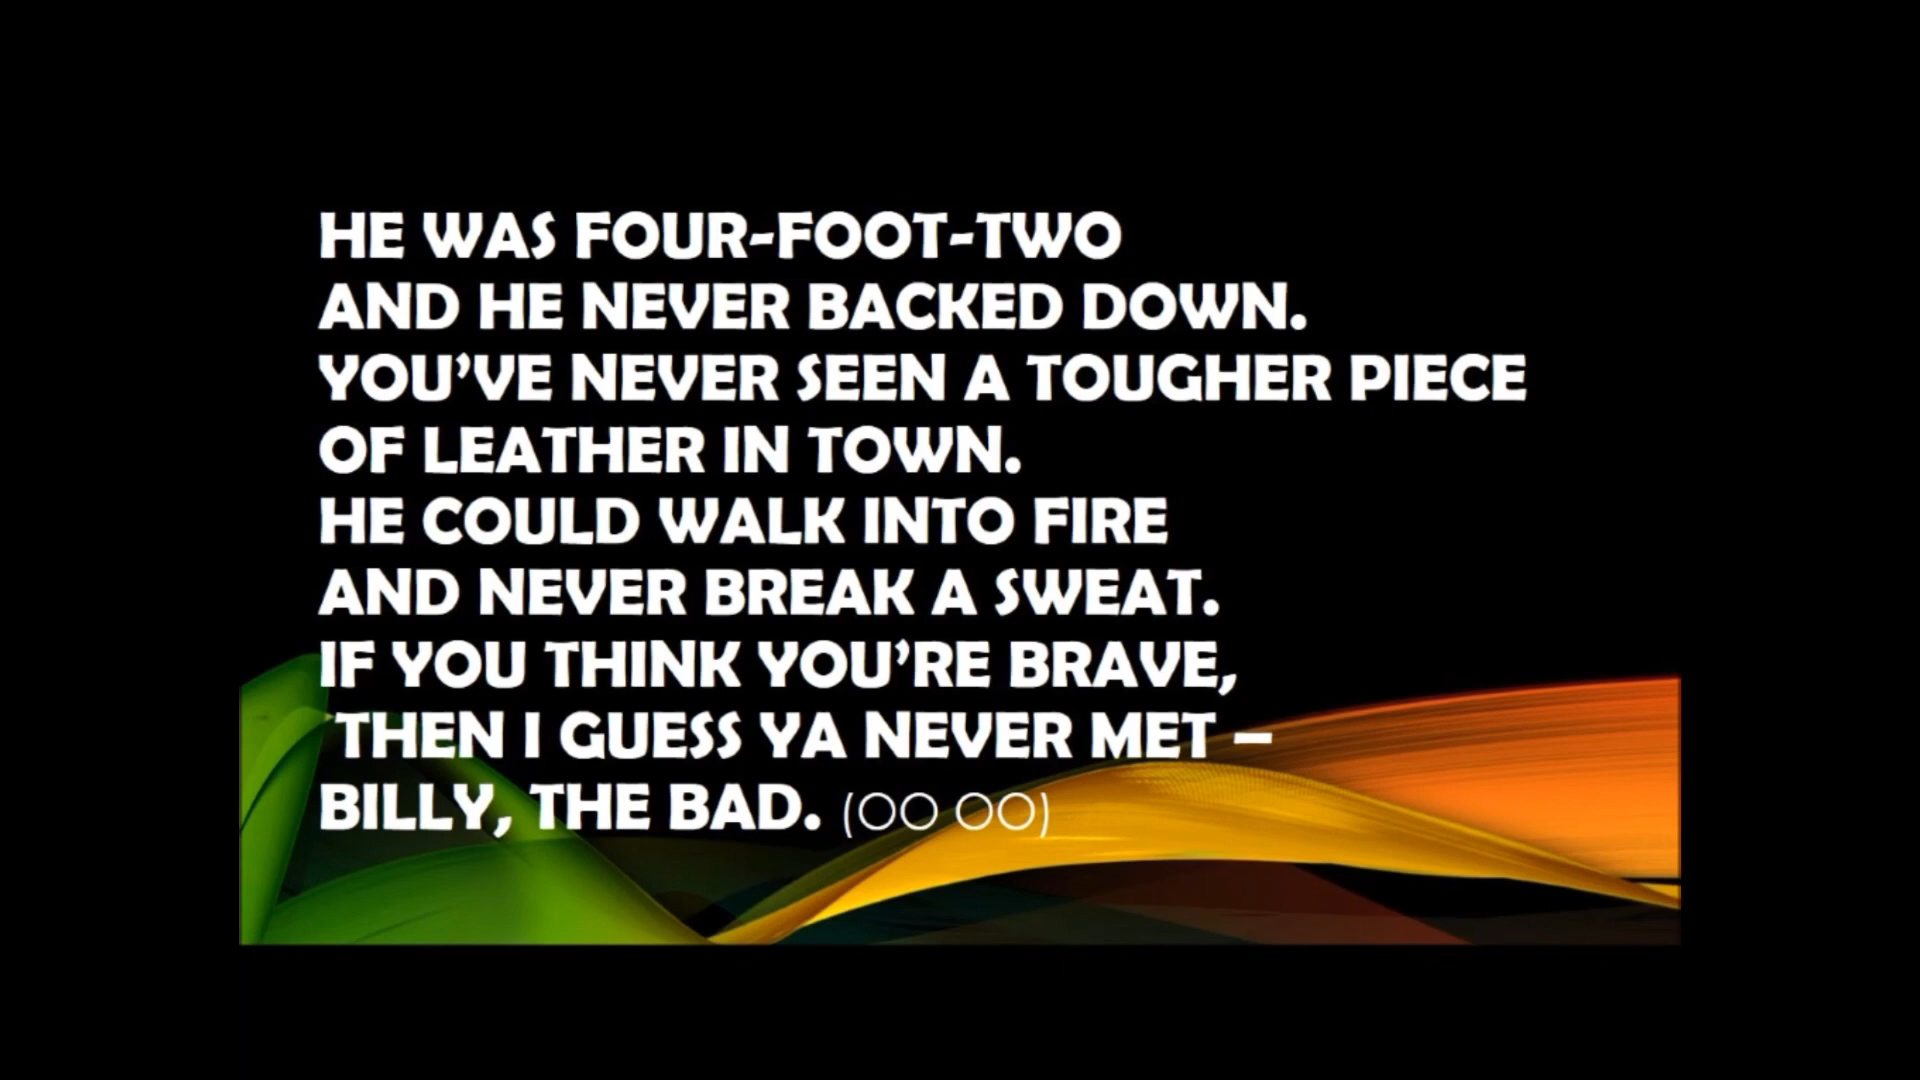 HE WAS FOUR-FOOT-TWO
AND HE NEVER BACKED DOWN.
YOU’VE NEVER SEEN A TOUGHER PIECE
OF LEATHER IN TOWN.
HE COULD WALK INTO FIRE
AND NEVER BREAK A SWEAT.
IF YOU THINK YOU’RE BRAVE,
THEN I GUESS YA NEVER MET –
BILLY, THE BAD. (OO OO)